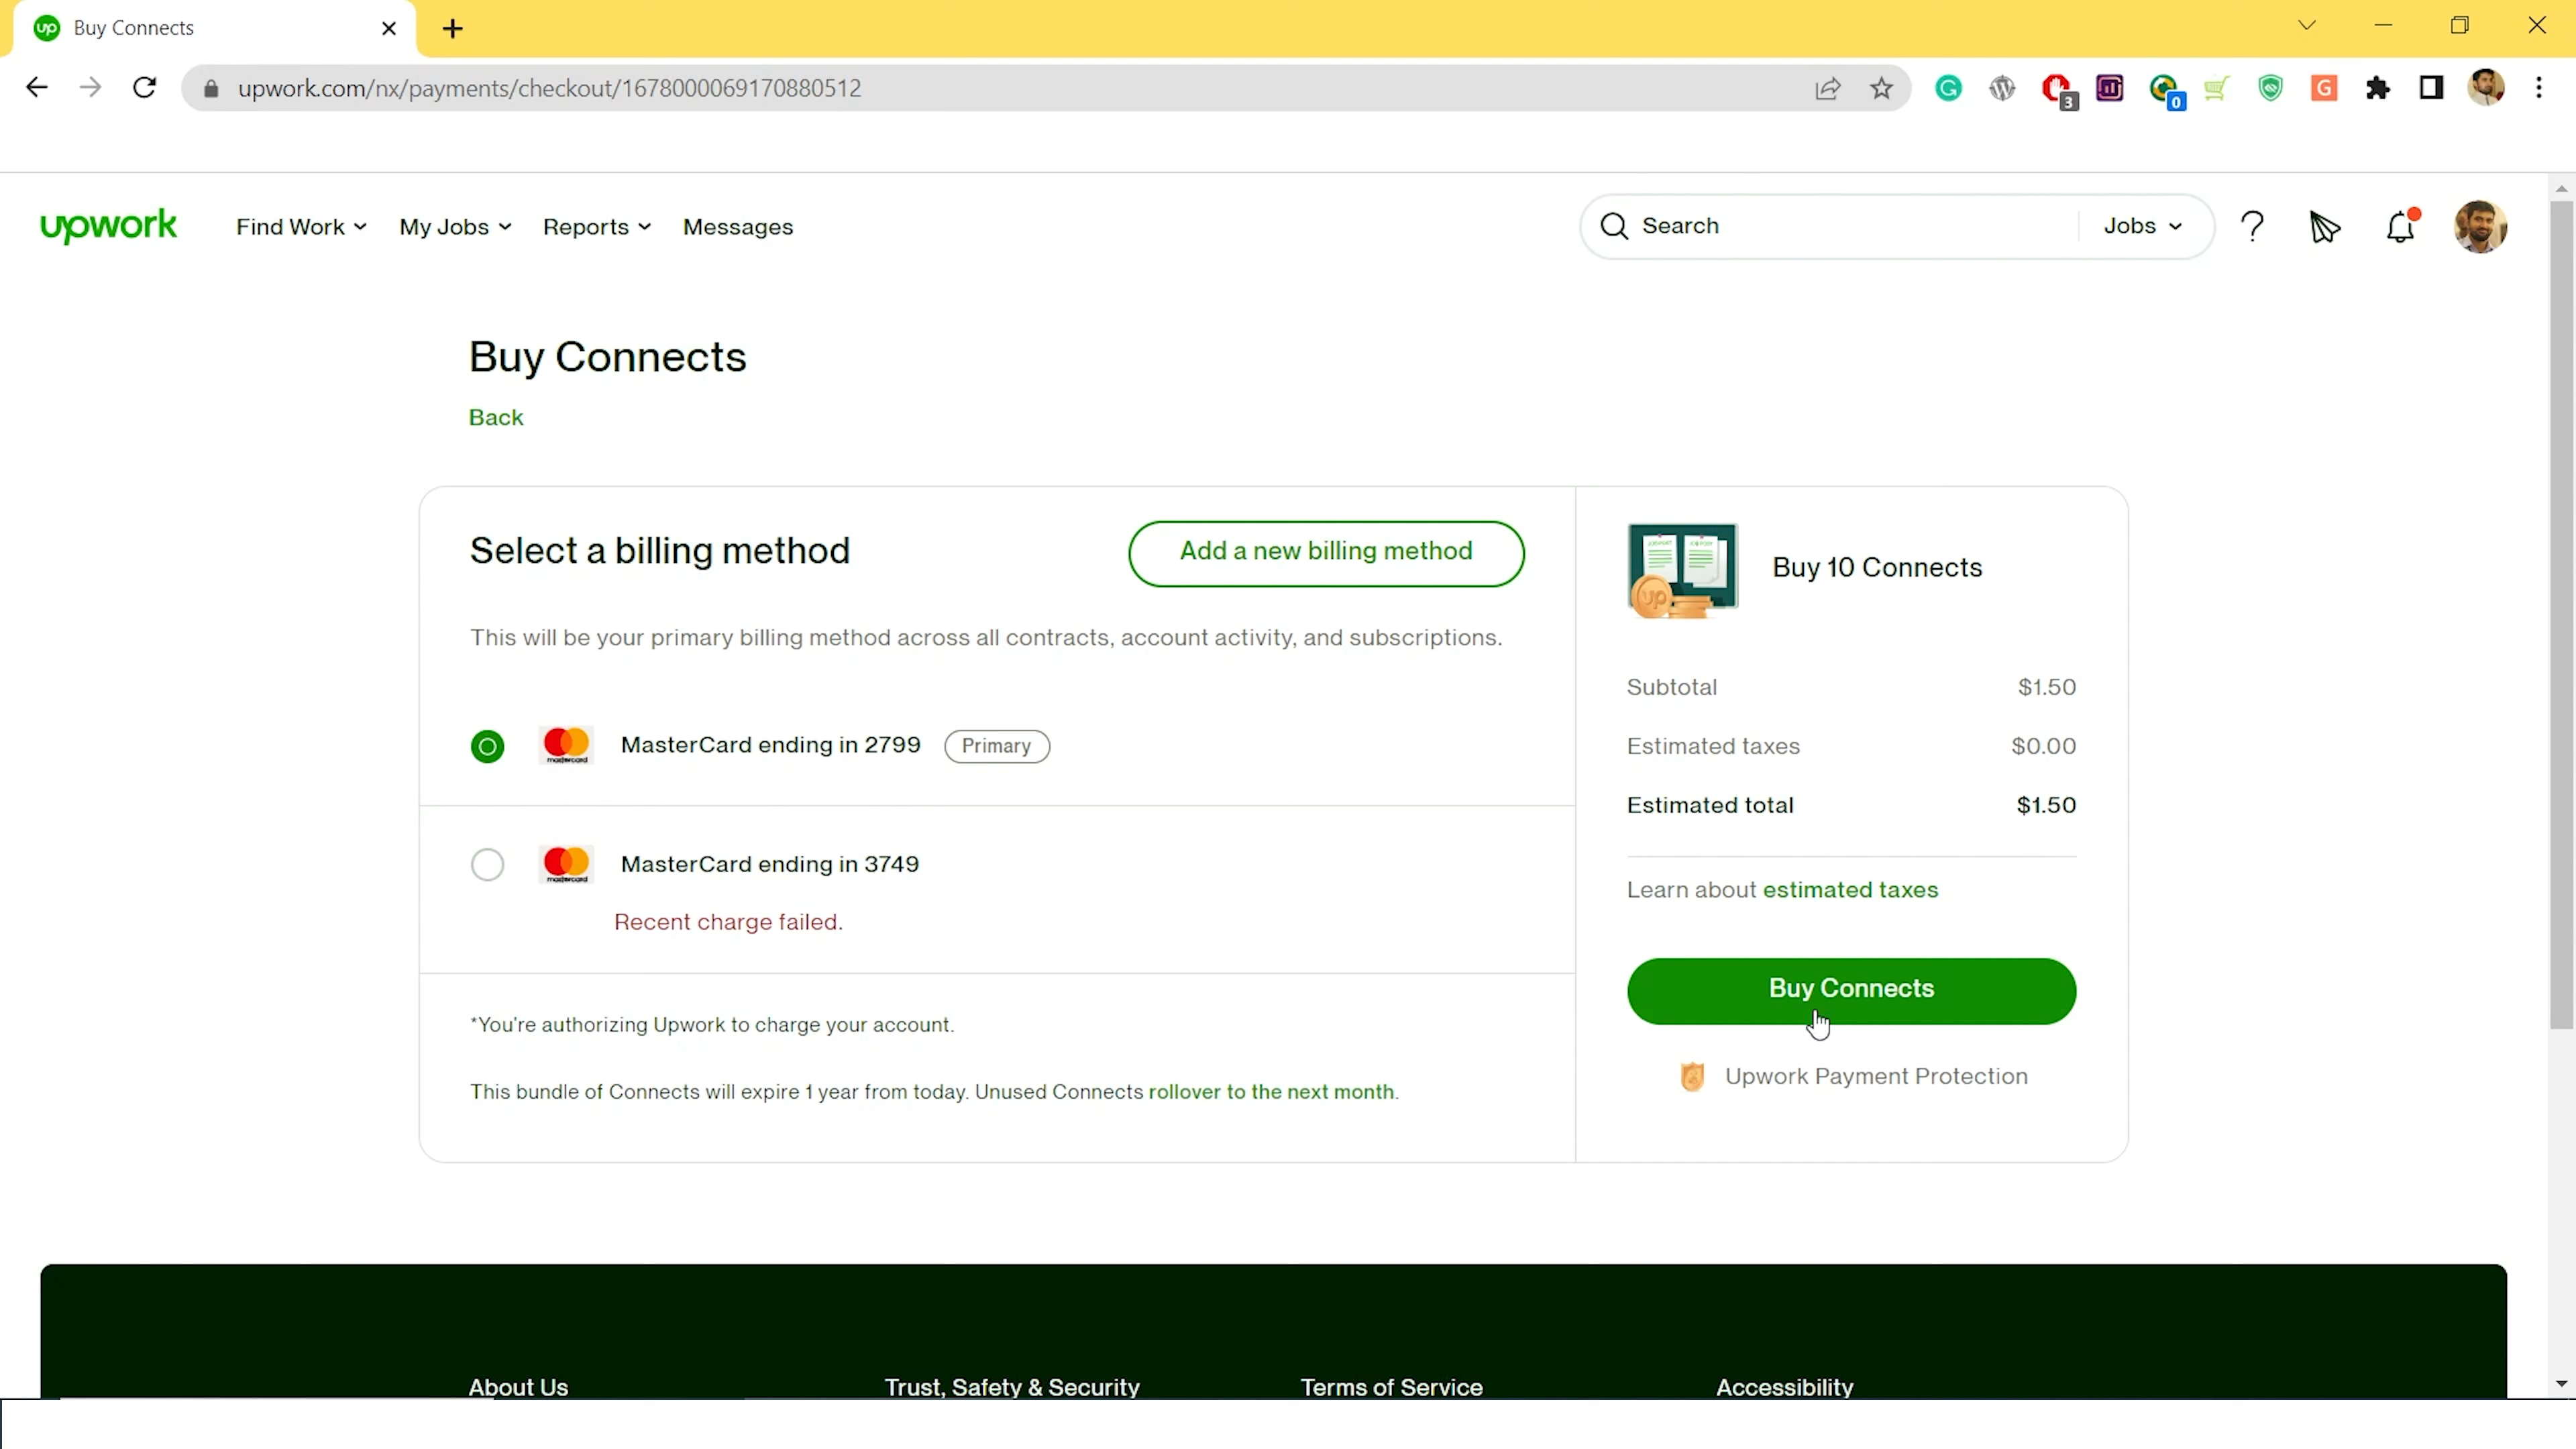 Buy Connects
upwork.com/nx/payments/checkout/1678000069170880512
3
0
G
upwork
Find Work
My Jobs
Reports
Messages
Search
Jobs
Buy Connects
Back
Select a billing method
Add a new billing method
This will be your primary billing method across all contracts, account activity, and subscriptions.
mastercard
MasterCard ending in 2799
Primary
mastercard
MasterCard ending in 3749
Recent charge failed.
*You're authorizing Upwork to charge your account.
This bundle of Connects will expire 1 year from today. Unused Connects rollover to the next month.
up
Buy 10 Connects
Subtotal $1.50
Estimated taxes $0.00
Estimated total $1.50
Learn about estimated taxes
Buy Connects
Upwork Payment Protection
About Us
Trust, Safety & Security
Terms of Service
Accessibility